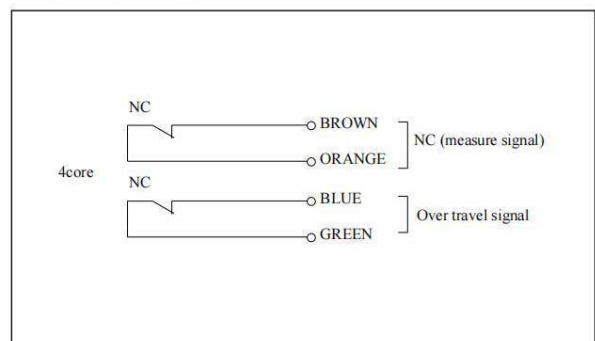 NC
BROWN
NC (measure signal)
ORANGE
4core
NC
BLUE
Over travel signal
GREEN